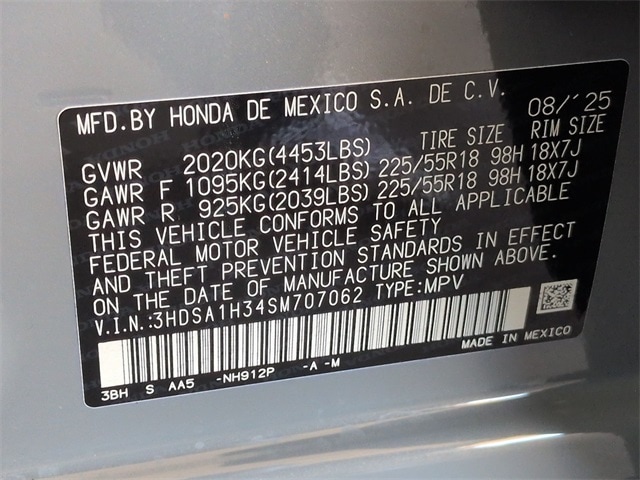 MFD.BY HONDA DE MEXICO S.A. DE C.V. 08/'25
TIRE SIZE RIM SIZE
GVWR 2020KG(4453LBS)
GAWR F 1095KG(2414LBS) 225/55R18 98H 18X7J
GAWR R 925KG(2039LBS) 225/55R18 98H 18X7J
THIS VEHICLE CONFORMS TO ALL APPLICABLE
FEDERAL MOTOR VEHICLE SAFETY
AND THEFT PREVENTION STANDARDS IN EFFECT
ON THE DATE OF MANUFACTURE SHOWN ABOVE.
V.I.N.:3HDSA1H34SM707062 TYPE:MPV
MADE IN MEXICO
3BH S AA5 -NH912P -A -M